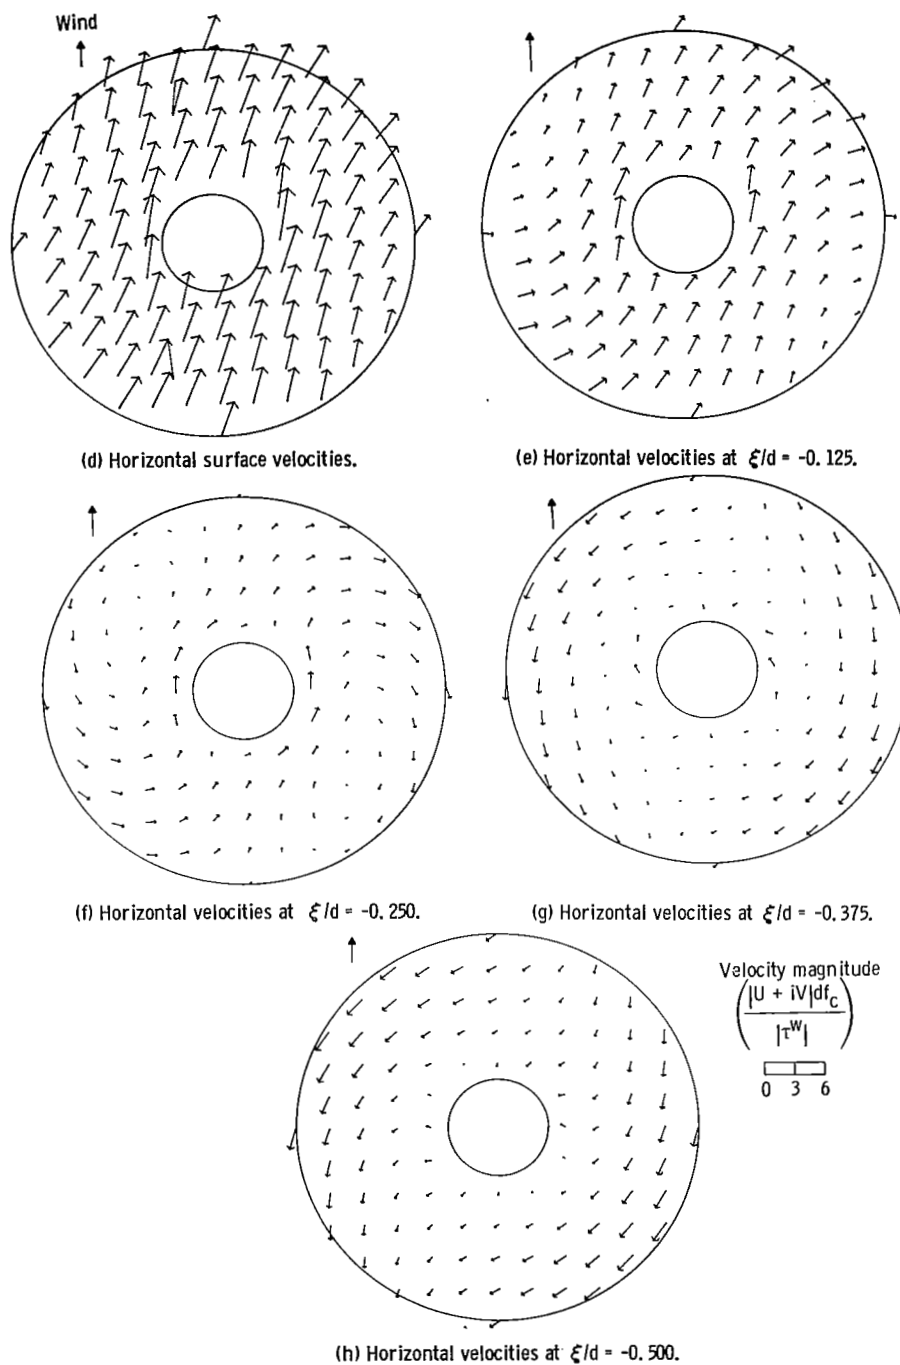 Wind
(d) Horizontal surface velocities.
(e) Horizontal velocities at ξ/d = -0.125.
(f) Horizontal velocities at ξ/d = -0.250.
(g) Horizontal velocities at ξ/d = -0.375.
Velocity magnitude
(|U + iV|df_c / |τ^W|)
0 3 6
(h) Horizontal velocities at ξ/d = -0.500.